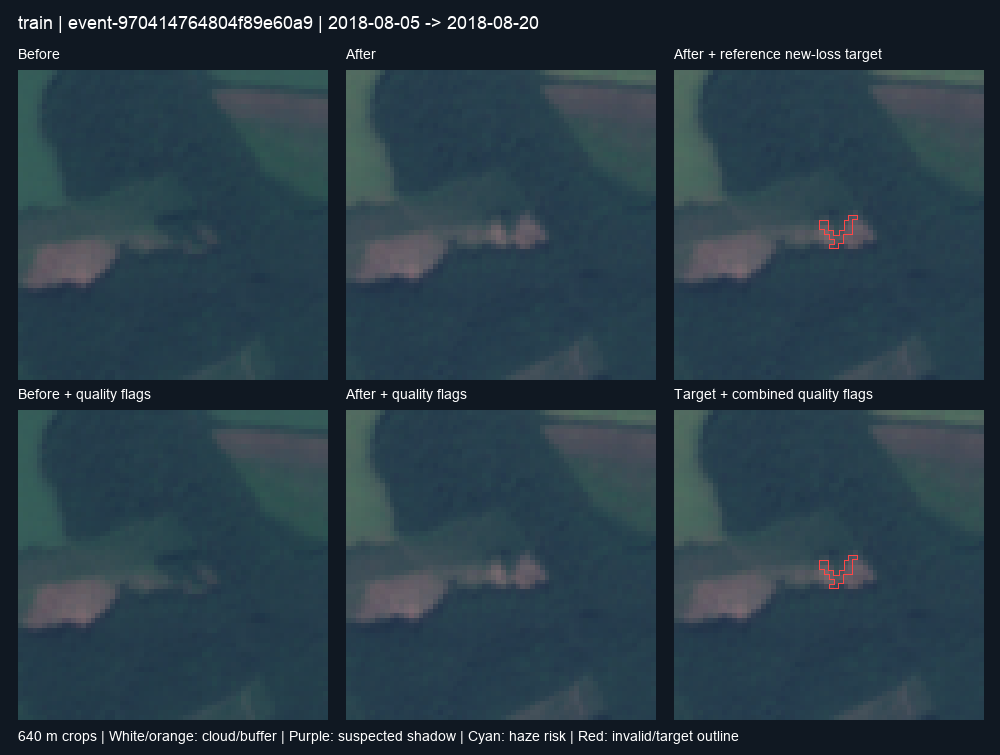 train | event-970414764804f89e60a9 | 2018-08-05 -> 2018-08-20
Before
After
After + reference new-loss target
Before + quality flags
After + quality flags
Target + combined quality flags
640 m crops | White/orange: cloud/buffer | Purple: suspected shadow | Cyan: haze risk | Red: invalid/target outline